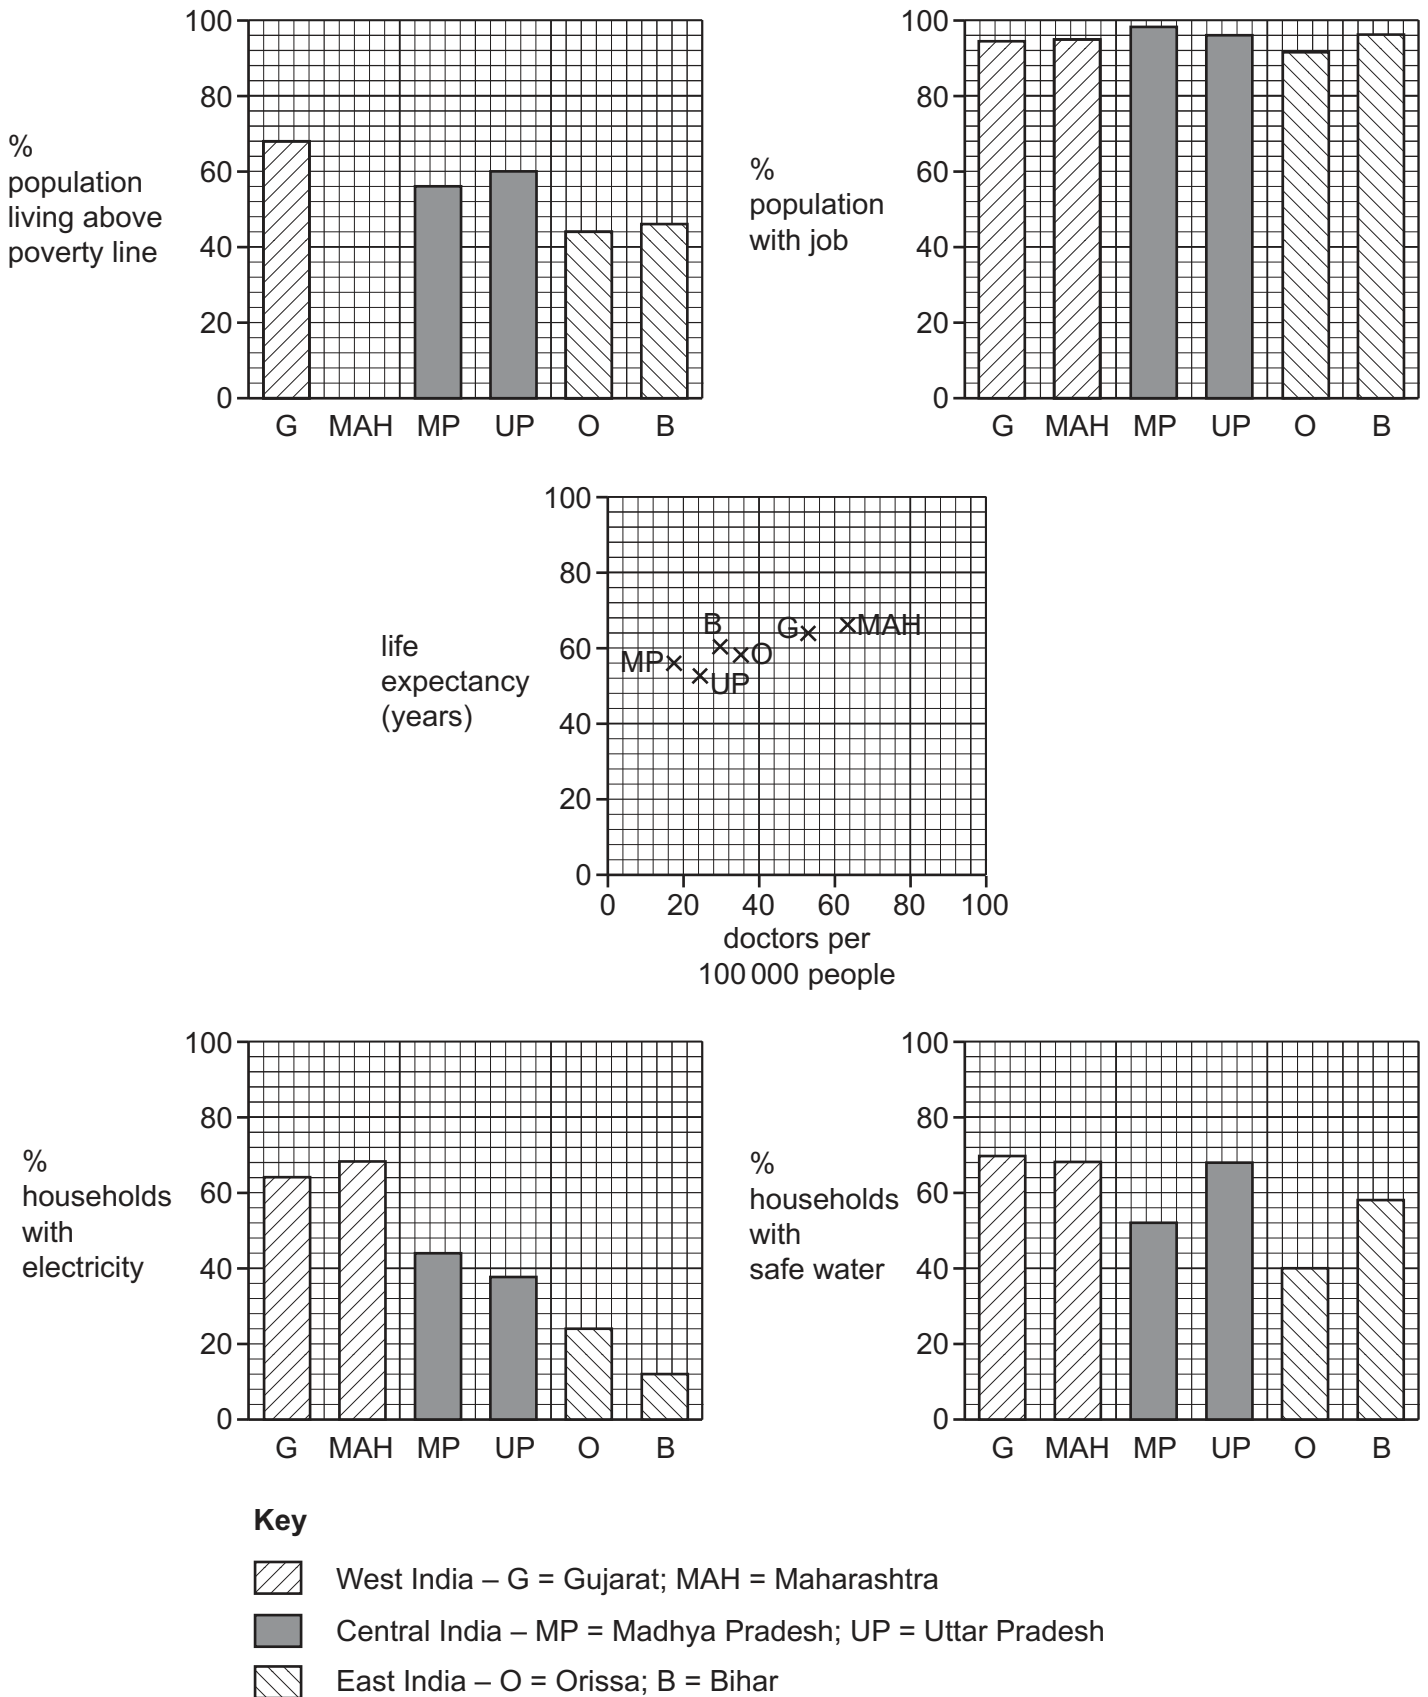 100
80
60
40
20
0
%
population
living above
poverty line
G MAH MP UP O B
100
80
60
40
20
0
%
population
with job
G MAH MP UP O B
100
80
60
40
20
0
life
expectancy
(years)
B
G
MAH
MP
O
UP
0 20 40 60 80 100
doctors per
100 000 people
100
80
60
40
20
0
%
households
with
electricity
G MAH MP UP O B
100
80
60
40
20
0
%
households
with
safe water
G MAH MP UP O B
Key
West India – G = Gujarat; MAH = Maharashtra
Central India – MP = Madhya Pradesh; UP = Uttar Pradesh
East India – O = Orissa; B = Bihar